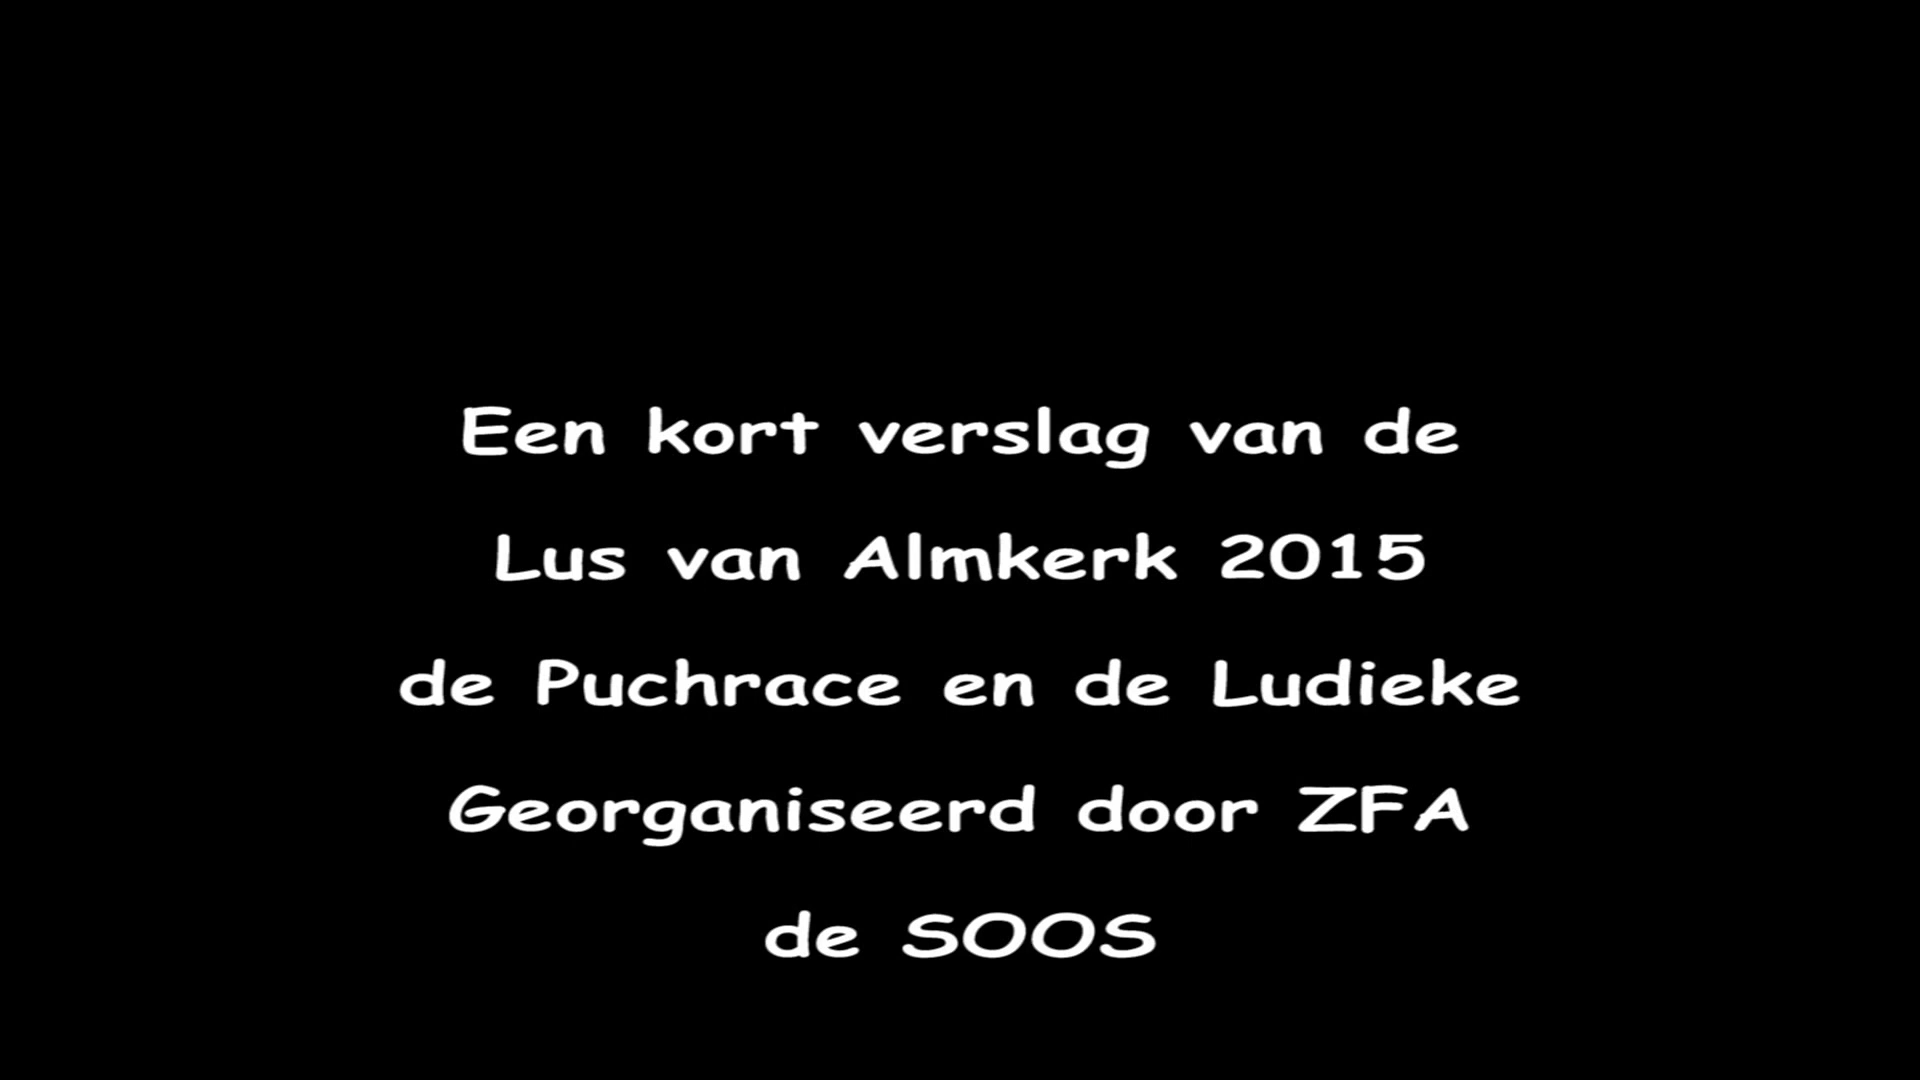 Een kort verslag van de
Lus van Almkerk 2015
de Puchrace en de Ludieke
Georganiseerd door ZFA
de SOOS